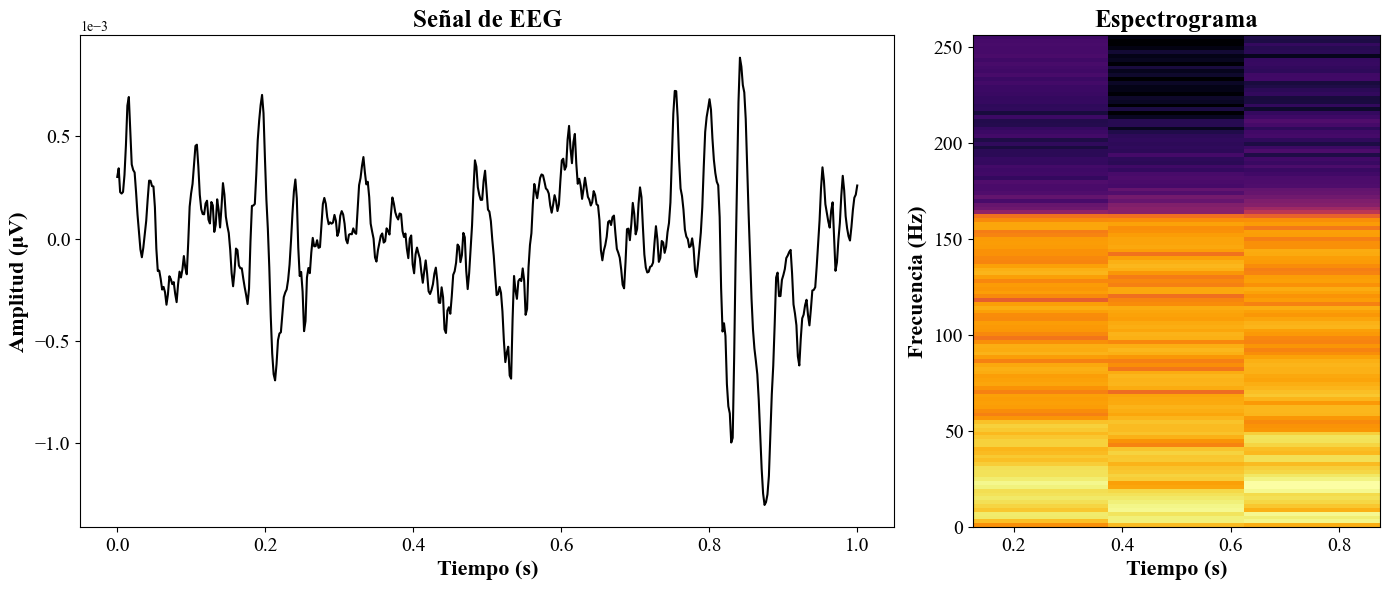 Señal de EEG
1e−3
Amplitud (μV)
0.5
0.0
−0.5
−1.0
0.0 0.2 0.4 0.6 0.8 1.0
Tiempo (s)
Espectrograma
Frecuencia (Hz)
250
200
150
100
50
0
0.2 0.4 0.6 0.8
Tiempo (s)